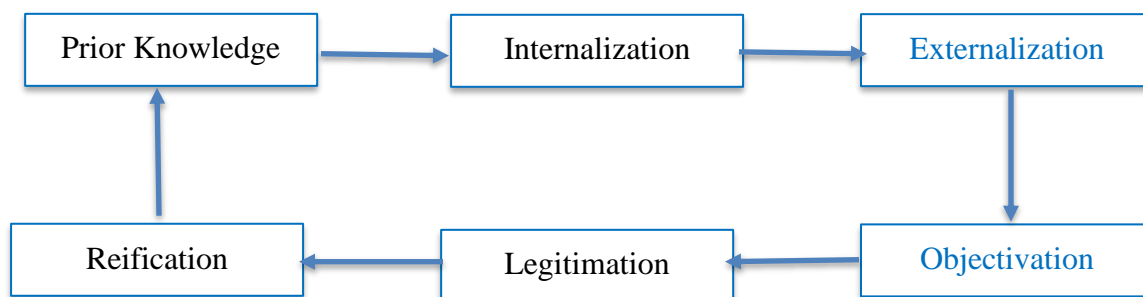 Prior Knowledge
Internalization
Externalization
Reification
Legitimation
Objectivation